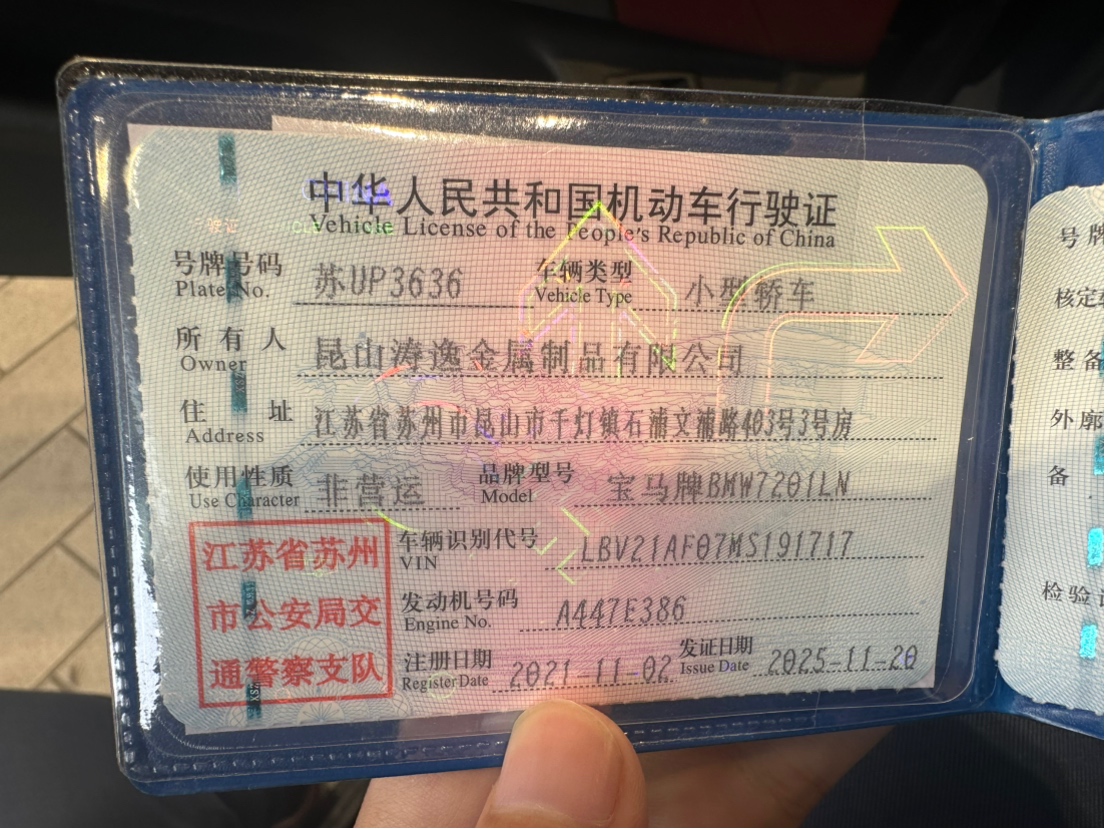 中华人民共和国机动车行驶证
Vehicle License of the People's Republic of China
号牌号码 苏UP3636 车辆类型 小型轿车
Plate No. Vehicle Type
所有人 昆山涛逸金属制品有限公司
Owner
住址 江苏省苏州市昆山市千灯镇石浦文浦路403号3号房
Address
使用性质 非营运 品牌型号 宝马牌BMW7201LN
Use Character Model
江苏省苏州
市公安局交
通警察支队
车辆识别代号 LBV21AF07MS191717
VIN
发动机号码 A447E386
Engine No.
注册日期 2021-11-02 发证日期 2025-11-20
Register Date Issue Date
号牌
核定
整备
外廓
备
检验